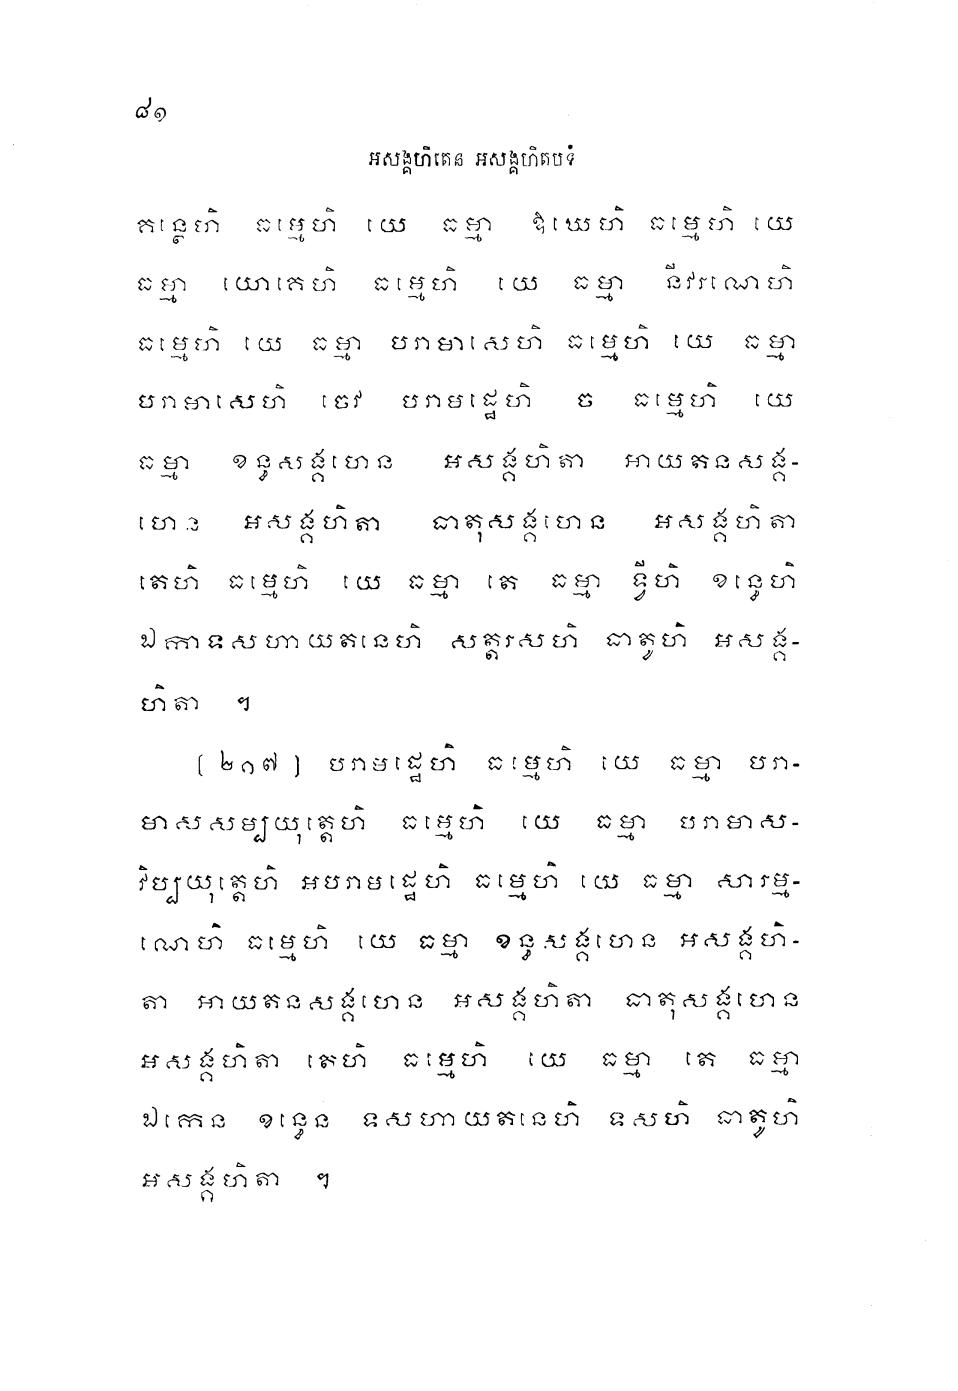 ៨១
អសង្គហិតេន អសង្គហិតបទំ
គន្ថេហិ ធម្មេហិ យេ ធម្មា ឱឃេហិ ធម្មេហិ យេ
ធម្មា យោគេហិ ធម្មេហិ យេ ធម្មា នីវរណេហិ
ធម្មេហិ យេ ធម្មា បរាមាសេហិ ធម្មេហិ យេ ធម្មា
បរាមាសេហិ ចេវ បរាមដ្ឋេហិ ច ធម្មេហិ យេ
ធម្មា ខន្ធសង្គហេន អសង្គហិតា អាយតនសង្គ-
ហេន អសង្គហិតា ធាតុសង្គហេន អសង្គហិតា
តេហិ ធម្មេហិ យេ ធម្មា តេ ធម្មា ទ្វីហិ ខន្ធេហិ
ឯកាទសហាយតនេហិ សត្តរសហិ ធាតូហិ អសង្គ-
ហិតា ។
[២១៧] បរាមដ្ឋេហិ ធម្មេហិ យេ ធម្មា បរា-
មាសសម្បយុត្តេហិ ធម្មេហិ យេ ធម្មា បរាមាស-
វិប្បយុត្តេហិ អបរាមដ្ឋេហិ ធម្មេហិ យេ ធម្មា សារម្ម-
ណេហិ ធម្មេហិ យេ ធម្មា ខន្ធសង្គហេន អសង្គហិ-
តា អាយតនសង្គហេន អសង្គហិតា ធាតុសង្គហេន
អសង្គហិតា តេហិ ធម្មេហិ យេ ធម្មា តេ ធម្មា
ឯកេន ខន្ធេន ទសហាយតនេហិ ទសហិ ធាតូហិ
អសង្គហិតា ។